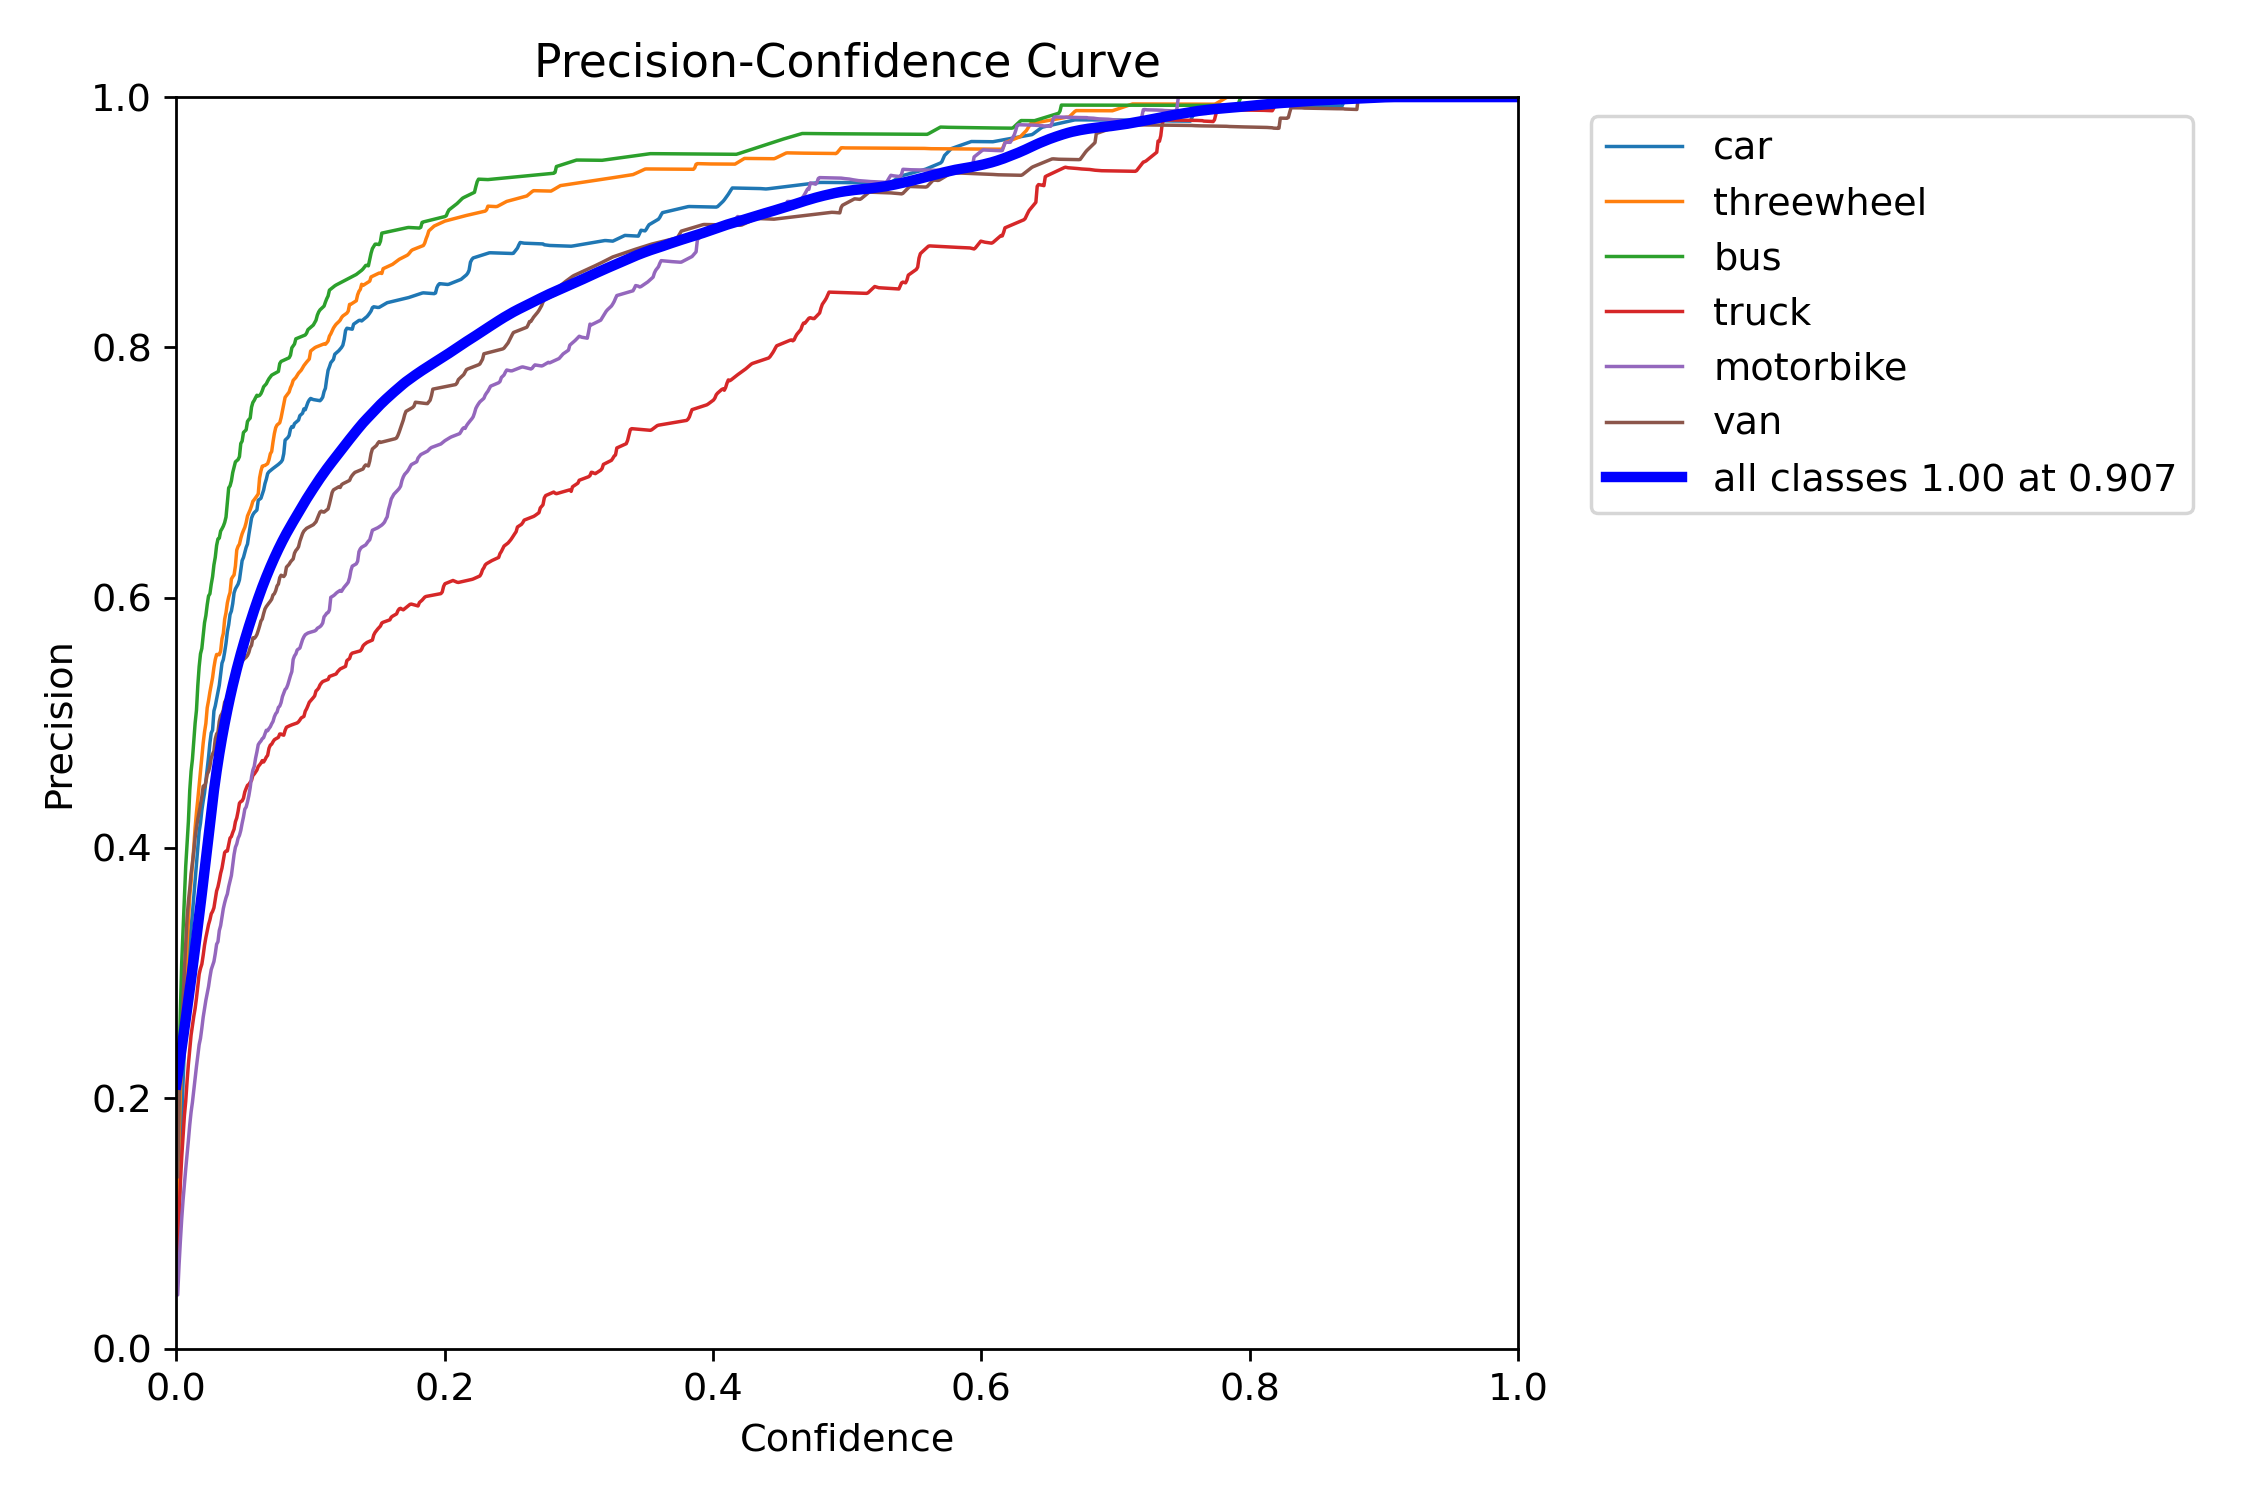 Precision-Confidence Curve
1.0
0.8
0.6
0.4
0.2
0.0
Precision
0.0 0.2 0.4 0.6 0.8 1.0
Confidence
car
threewheel
bus
truck
motorbike
van
all classes 1.00 at 0.907